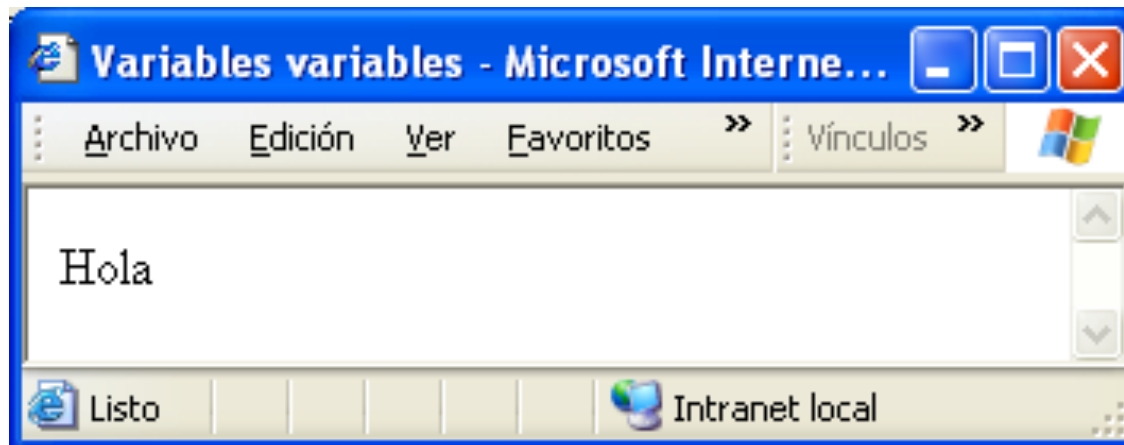 Variables variables - Microsoft Interne...
Archivo Edición Ver Favoritos » Vínculos »
Hola
Listo Intranet local